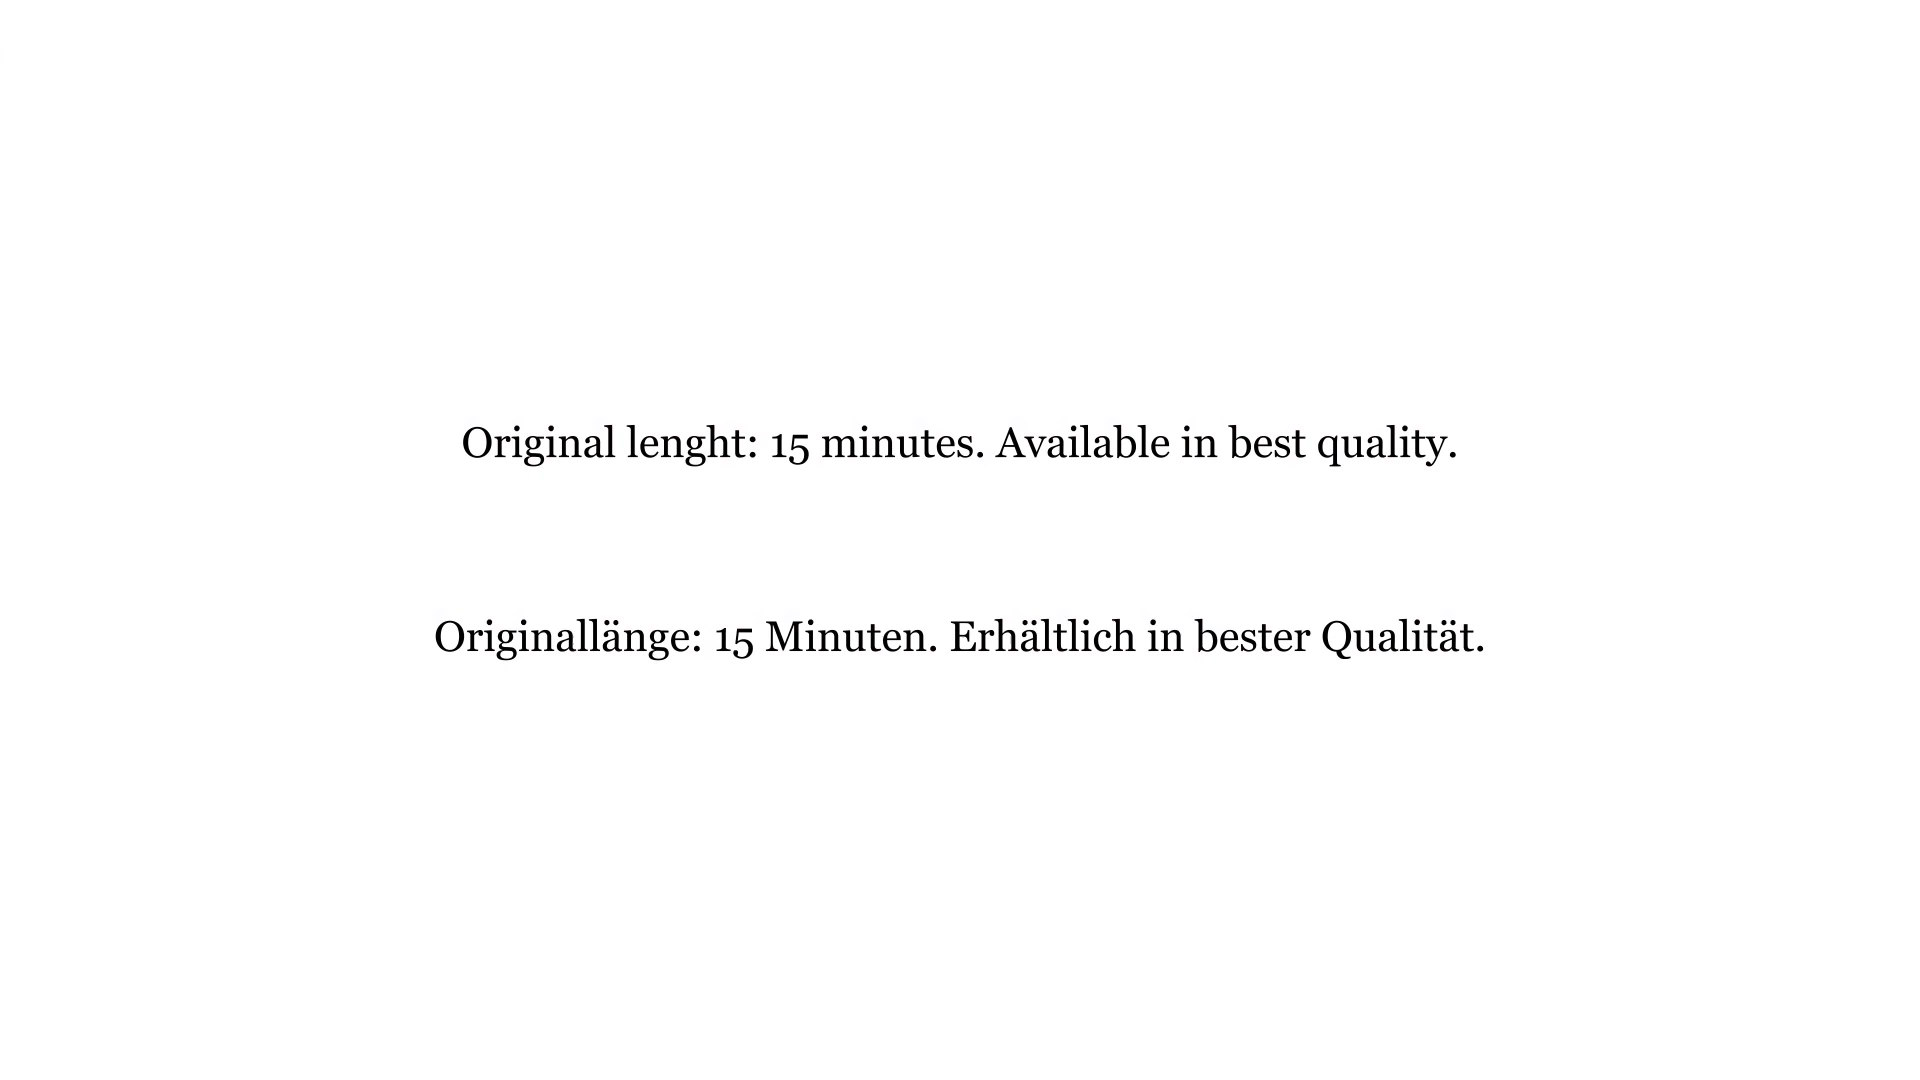 Original lenght: 15 minutes. Available in best quality.
Originallänge: 15 Minuten. Erhältlich in bester Qualität.